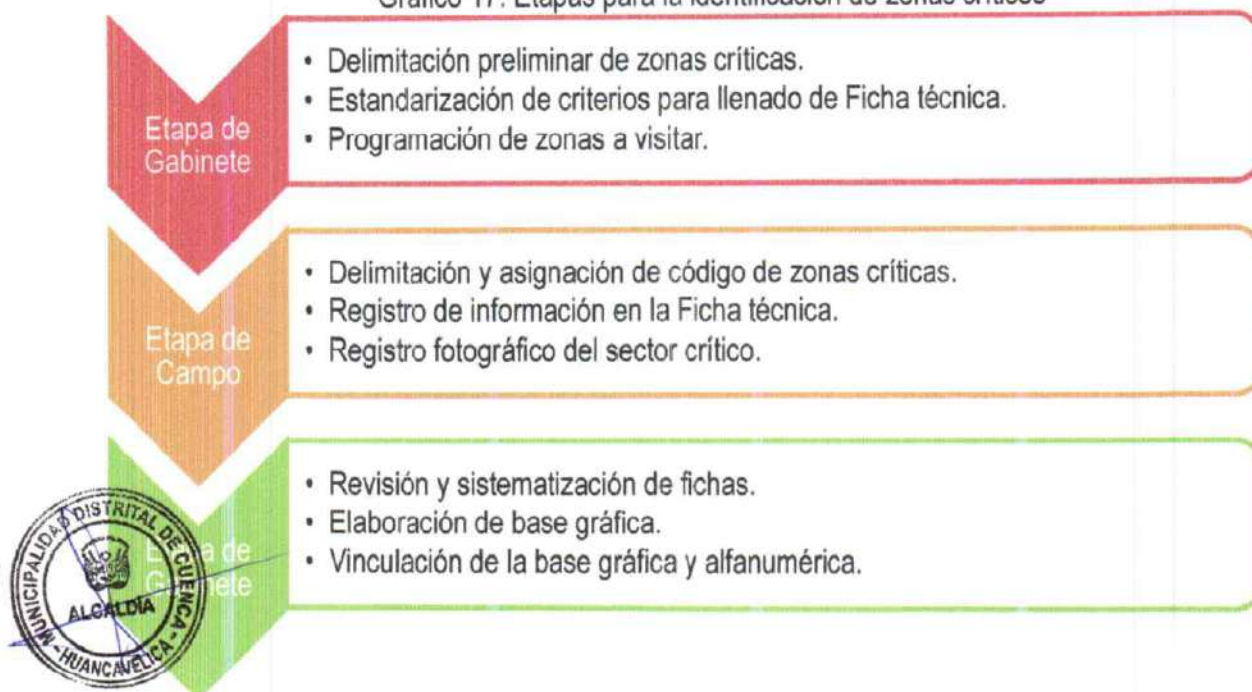 Gráfico 17: Etapas para la identificación de zonas críticos
Etapa de
Gabinete
• Delimitación preliminar de zonas críticas.
• Estandarización de criterios para llenado de Ficha técnica.
• Programación de zonas a visitar.
Etapa de
Campo
• Delimitación y asignación de código de zonas críticas.
• Registro de información en la Ficha técnica.
• Registro fotográfico del sector crítico.
• Revisión y sistematización de fichas.
• Elaboración de base gráfica.
• Vinculación de la base gráfica y alfanumérica.
MUNICIPALIDAD DISTRITAL DE CUENCA - HUANCAVELICA
ALCALDÍA